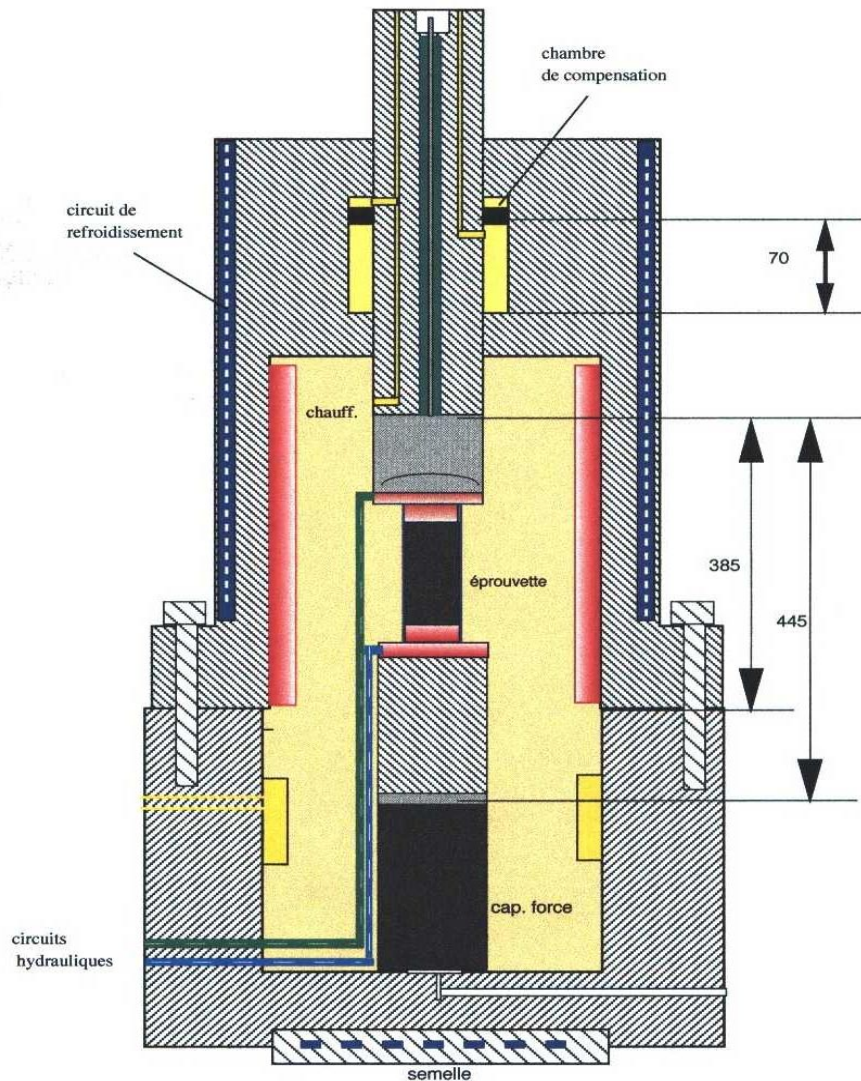 chambre
de compensation
circuit de
refroidissement
70
chauff.
385
éprouvette
445
cap. force
circuits
hydrauliques
semelle